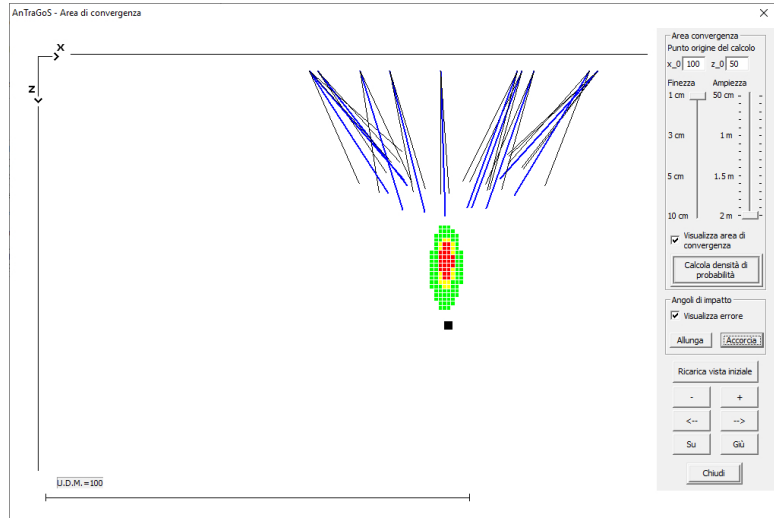 AnTraGoS - Area di convergenza
X
Z
U.D.M.=100
Area convergenza
Punto origine del calcolo
x_0 100 z_0 50
Finezza Ampiezza
1 cm 50 cm
3 cm 1 m
5 cm 1.5 m
10 cm 2 m
Visualizza area di
convergenza
Calcola densità di
probabilità
Angoli di impatto
Visualizza errore
Allunga Accorcia
Ricarica vista iniziale
- +
<-- -->
Su Giù
Chiudi